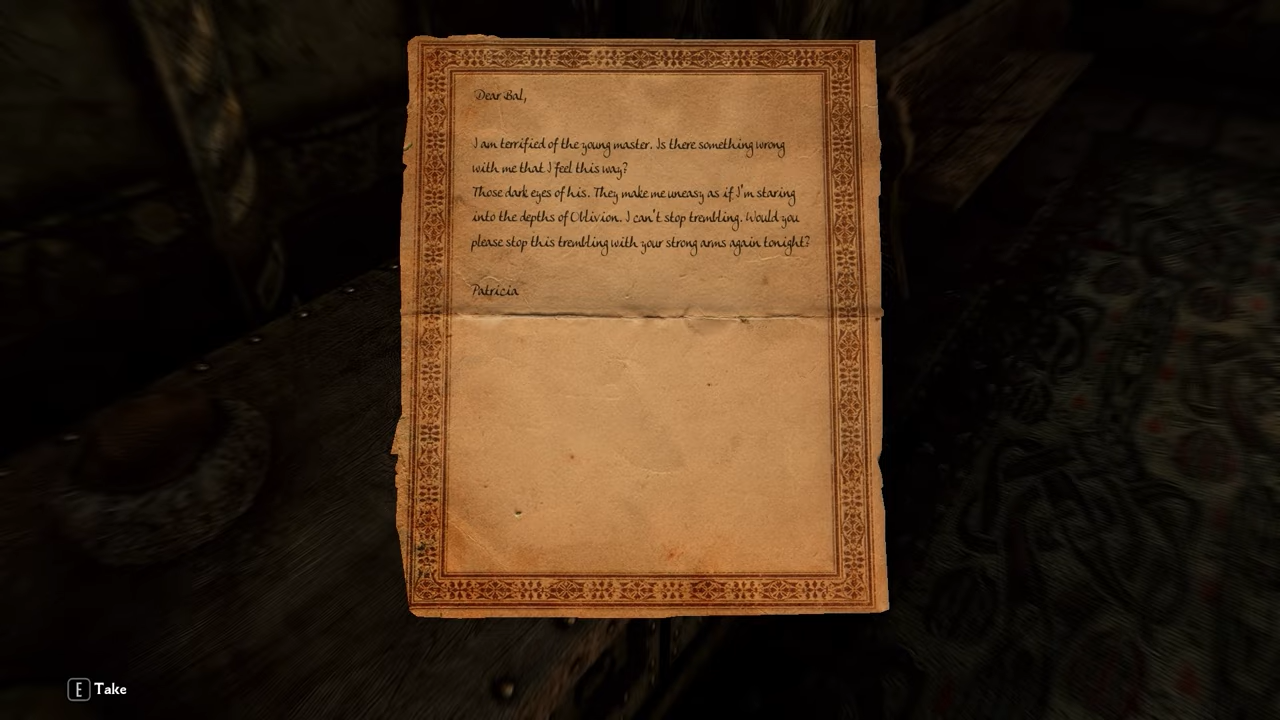 Dear Bal,
I am terrified of the young master. Is there something wrong
with me that I feel this way?
Those dark eyes of his. They make me uneasy as if I'm staring
into the depths of Oblivion. I can't stop trembling. Would you
please stop this trembling with your strong arms again tonight?
Patricia
E Take